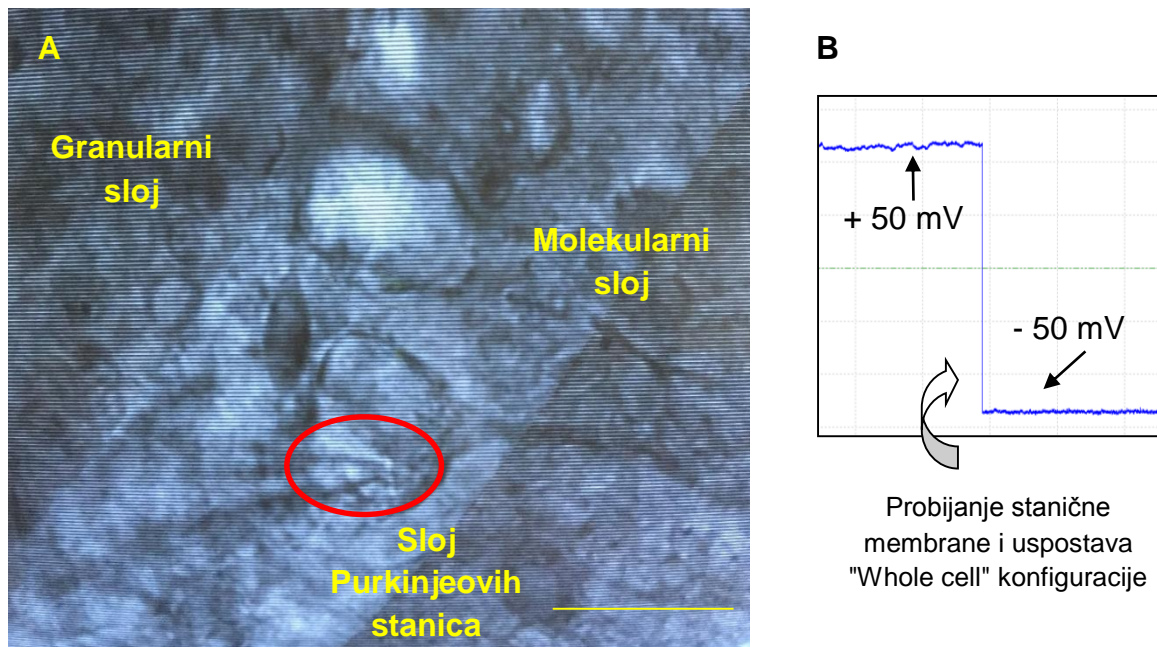 A
Granularni
sloj
Molekularni
sloj
Sloj
Purkinjeovih
stanica
B
+ 50 mV
- 50 mV
Probijanje stanične
membrane i uspostava
"Whole cell" konfiguracije